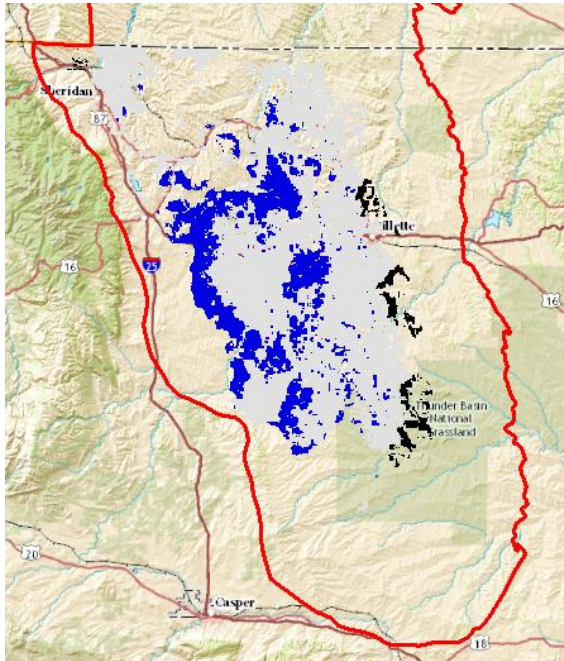 Sheridan
87
illette
16
25
16
Thunder Basin
National
Grassland
20
Casper
18